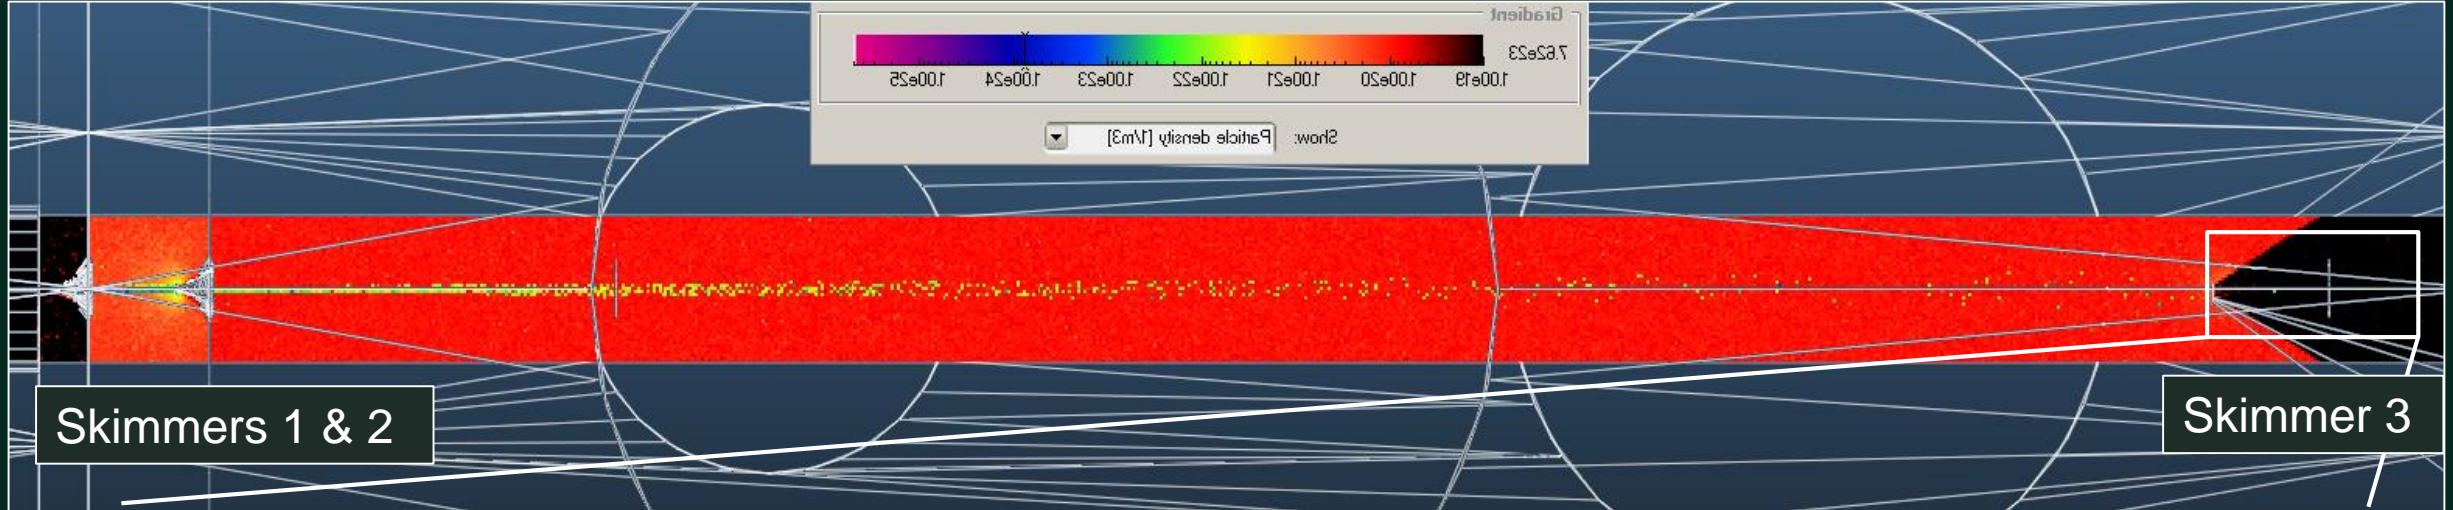 Gradient
7.62e23
1.00e19 1.00e20 1.00e21 1.00e22 1.00e23 1.00e24 1.00e25
Show: Particle density [1/m3]
Skimmers 1 & 2
Skimmer 3